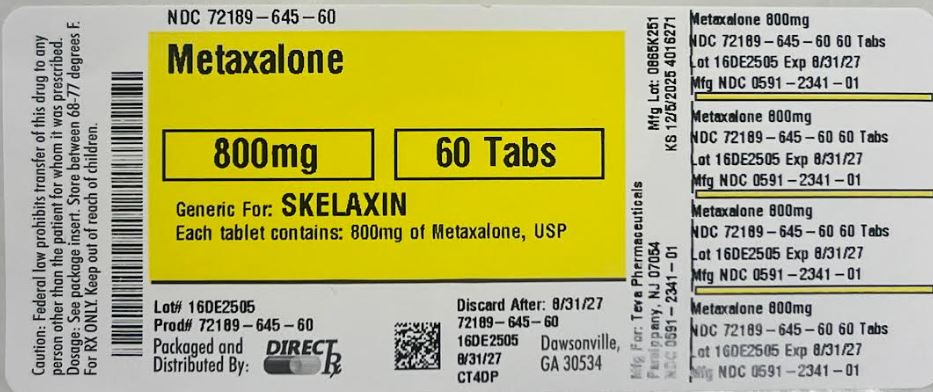 Caution: Federal law prohibits transfer of this drug to any
person other than the patient for whom it was prescribed.
Dosage: See package insert. Store between 68-77 degrees F.
For RX ONLY. Keep out of reach of children.
NDC 72189-645-60
Metaxalone
800mg
60 Tabs
Generic For: SKELAXIN
Each tablet contains: 800mg of Metaxalone, USP
Lot# 16DE2505
Prod# 72189-645-60
Packaged and
Distributed By:
DIRECT Rx
Discard After: 8/31/27
72189-645-60
16DE2505
8/31/27
CT4DP
Dawsonville,
GA 30534
Mfg Lot: 0865K251
KS 12/5/2025 4016271
Mfg For: Teva Pharmaceuticals
Parsippany, NJ 07054
NDC 0591-2341-01
Metaxalone 800mg
NDC 72189-645-60 60 Tabs
Lot 16DE2505 Exp 8/31/27
Mfg NDC 0591-2341-01
Metaxalone 800mg
NDC 72189-645-60 60 Tabs
Lot 16DE2505 Exp 8/31/27
Mfg NDC 0591-2341-01
Metaxalone 800mg
NDC 72189-645-60 60 Tabs
Lot 16DE2505 Exp 8/31/27
Mfg NDC 0591-2341-01
Metaxalone 800mg
NDC 72189-645-60 60 Tabs
Lot 16DE2505 Exp 8/31/27
Mfg NDC 0591-2341-01